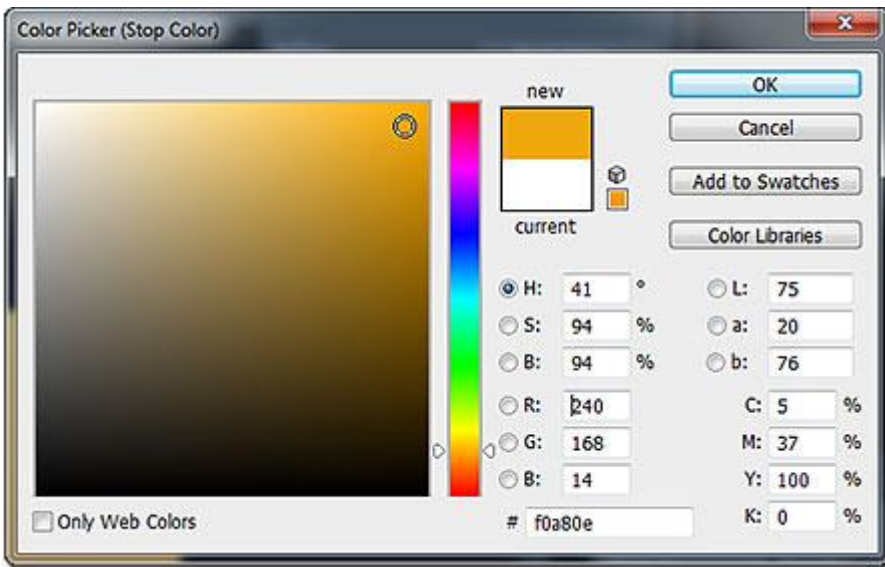 Color Picker (Stop Color)
new
current
OK
Cancel
Add to Swatches
Color Libraries
H: 41 °
S: 94 %
B: 94 %
R: 240
G: 168
B: 14
# f0a80e
L: 75
a: 20
b: 76
C: 5 %
M: 37 %
Y: 100 %
K: 0 %
Only Web Colors